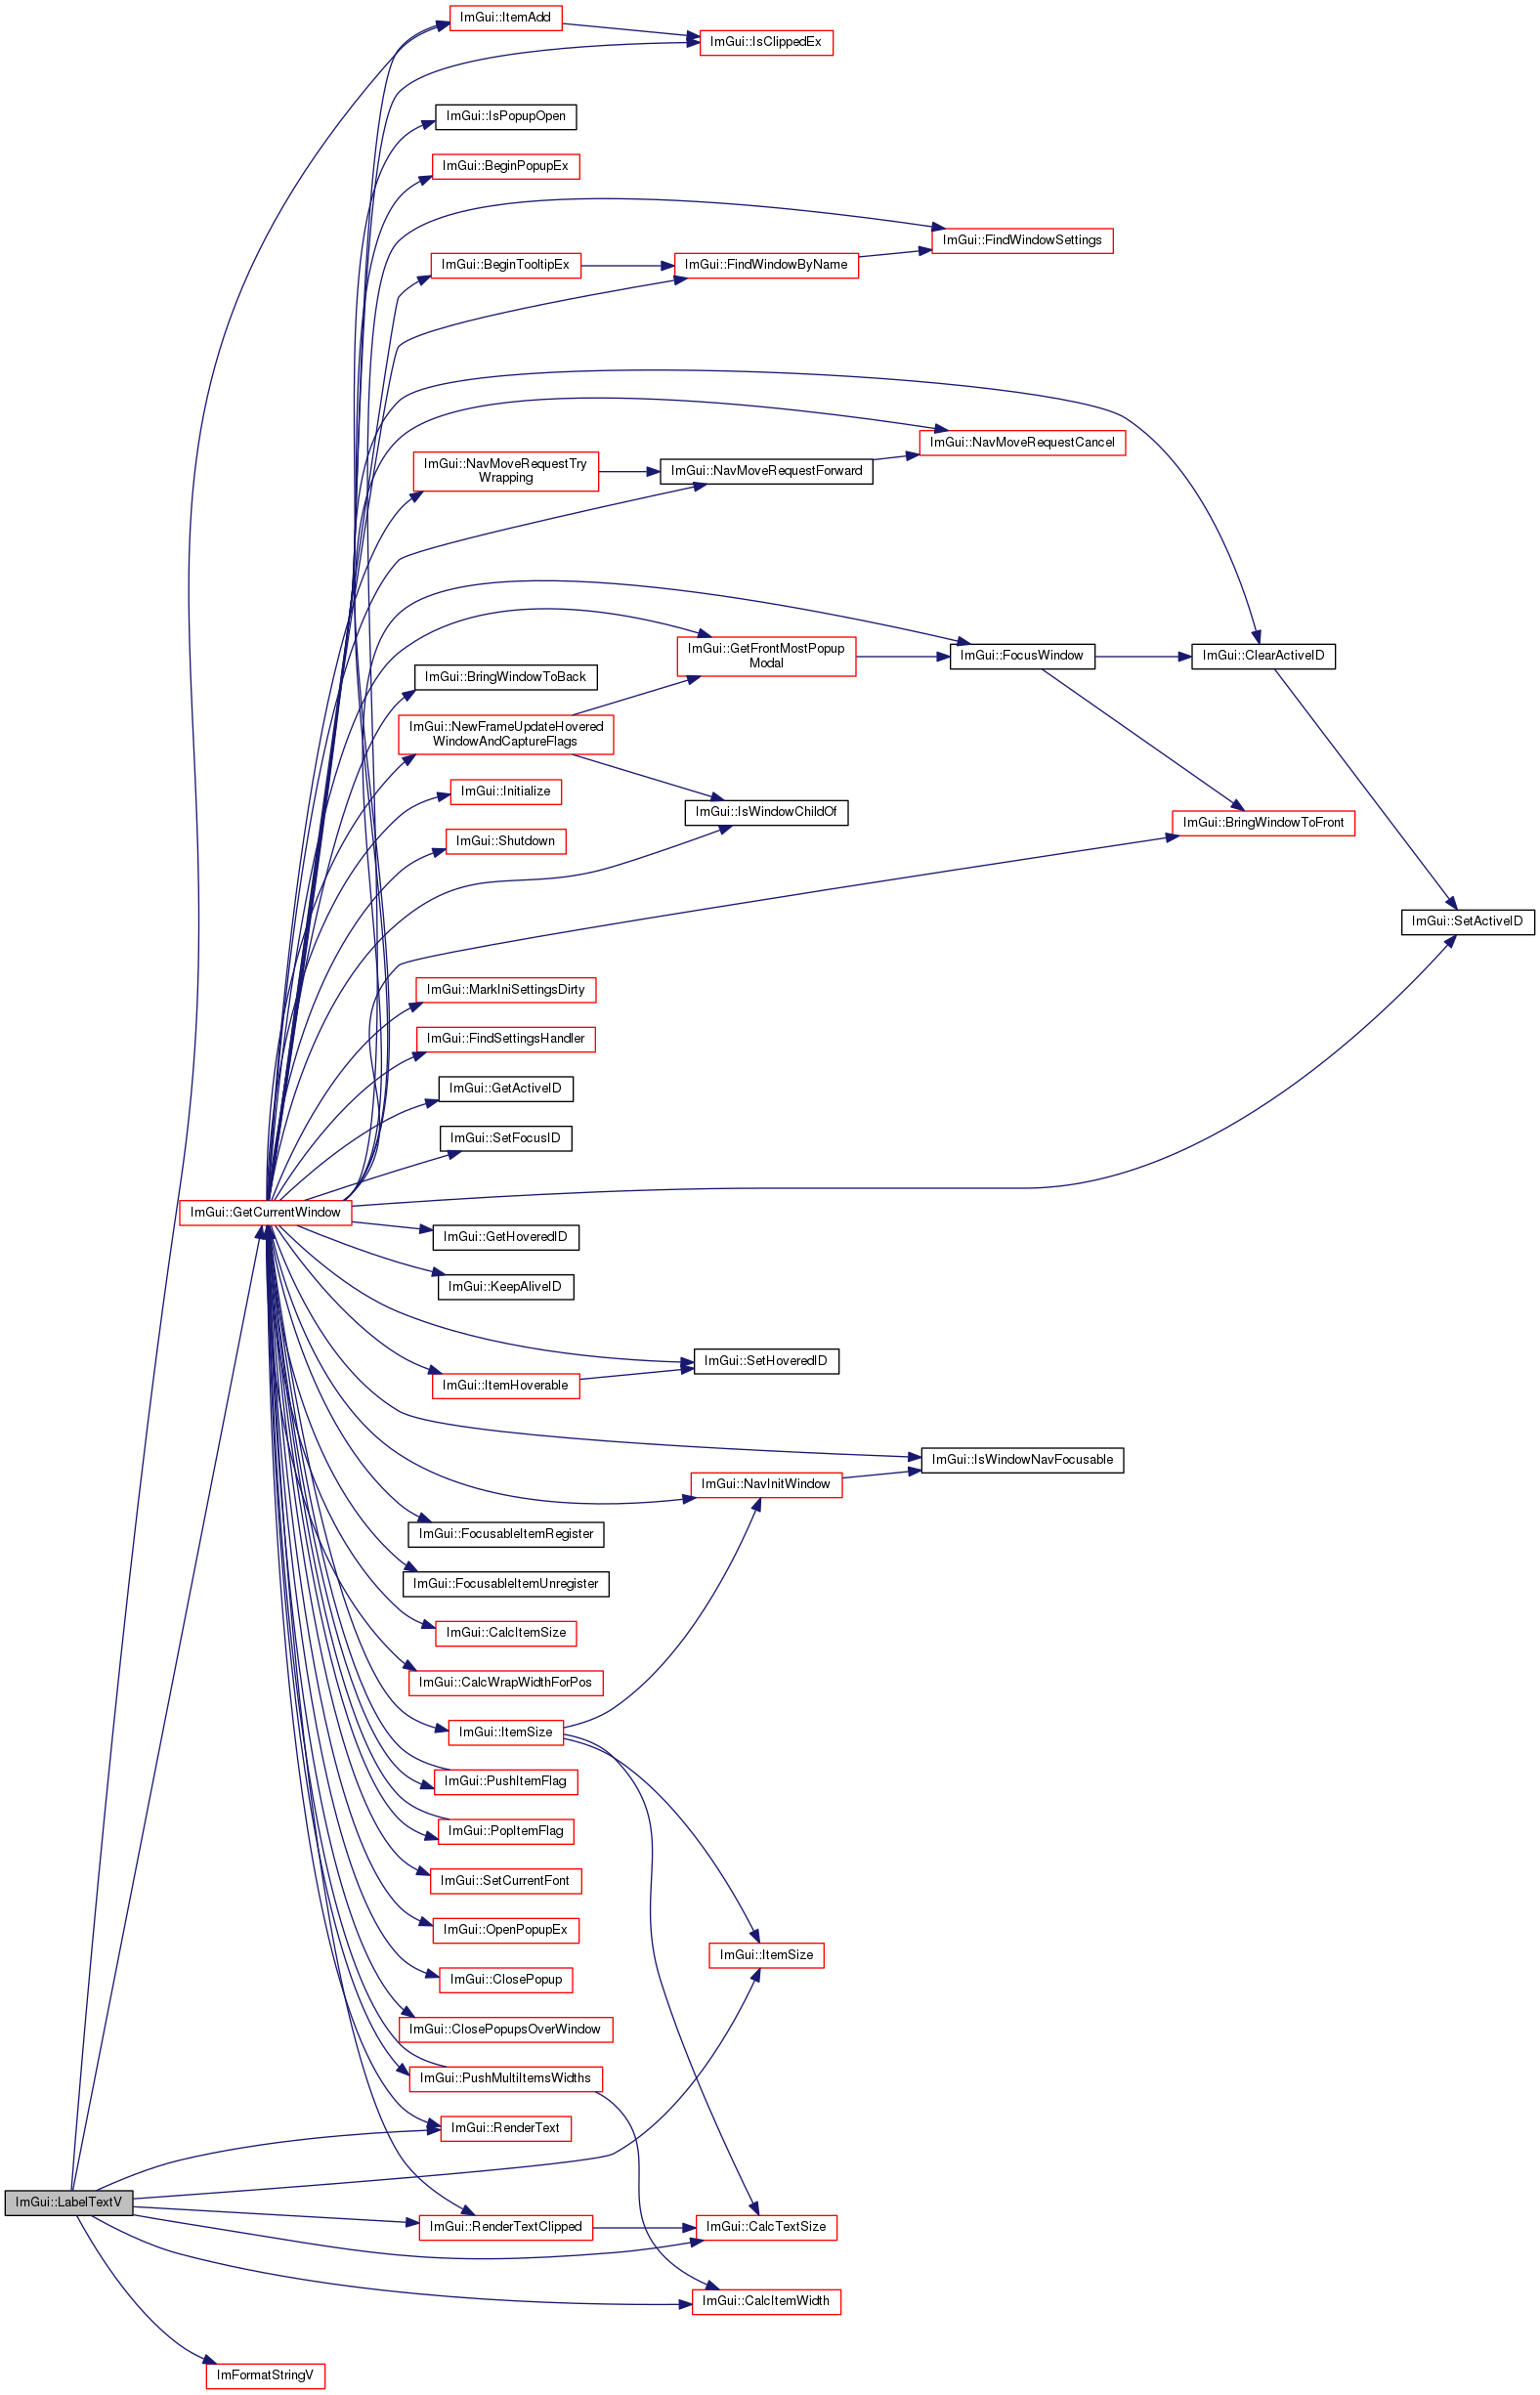 ImGui::ItemAdd
ImGui::IsClippedEx
ImGui::IsPopupOpen
ImGui::BeginPopupEx
ImGui::FindWindowSettings
ImGui::BeginTooltipEx
ImGui::FindWindowByName
ImGui::NavMoveRequestCancel
ImGui::NavMoveRequestTry
Wrapping
ImGui::NavMoveRequestForward
ImGui::GetFrontMostPopup
Modal
ImGui::FocusWindow
ImGui::ClearActiveID
ImGui::BringWindowToBack
ImGui::NewFrameUpdateHovered
WindowAndCaptureFlags
ImGui::Initialize
ImGui::IsWindowChildOf
ImGui::BringWindowToFront
ImGui::Shutdown
ImGui::SetActiveID
ImGui::MarkIniSettingsDirty
ImGui::FindSettingsHandler
ImGui::GetActiveID
ImGui::SetFocusID
ImGui::GetCurrentWindow
ImGui::GetHoveredID
ImGui::KeepAliveID
ImGui::SetHoveredID
ImGui::ItemHoverable
ImGui::IsWindowNavFocusable
ImGui::NavInitWindow
ImGui::FocusableItemRegister
ImGui::FocusableItemUnregister
ImGui::CalcItemSize
ImGui::CalcWrapWidthForPos
ImGui::ItemSize
ImGui::PushItemFlag
ImGui::PopItemFlag
ImGui::SetCurrentFont
ImGui::OpenPopupEx
ImGui::ItemSize
ImGui::ClosePopup
ImGui::ClosePopupsOverWindow
ImGui::PushMultiItemsWidths
ImGui::RenderText
ImGui::LabelTextV
ImGui::RenderTextClipped
ImGui::CalcTextSize
ImGui::CalcItemWidth
ImFormatStringV